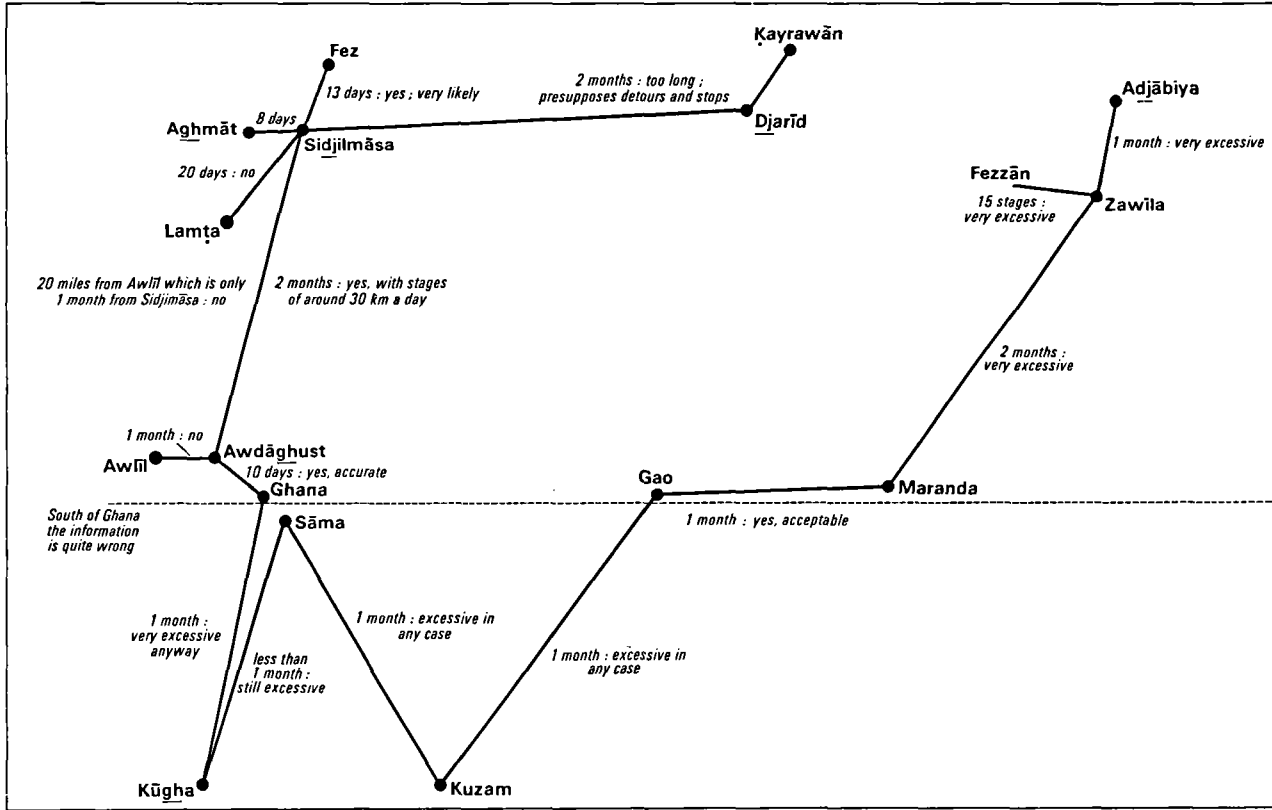 Fez
Ḳayrawān
13 days : yes ; very likely
2 months : too long ;
presupposes detours and stops
Adjābiya
Aghmāt
8 days
Sidjilmāsa
Djarīd
1 month : very excessive
20 days : no
Fezzān
15 stages :
very excessive
Zawīla
Lamṭa
20 miles from Awlīl which is only
1 month from Sidjimāsa : no
2 months : yes, with stages
of around 30 km a day
2 months :
very excessive
1 month : no
Awlīl
Awdāghust
10 days : yes, accurate
Ghana
Gao
Maranda
South of Ghana
the information
is quite wrong
Sāma
1 month : yes, acceptable
1 month :
very excessive
anyway
less than
1 month :
still excessive
1 month : excessive in
any case
1 month : excessive in
any case
Kūgha
Kuzam